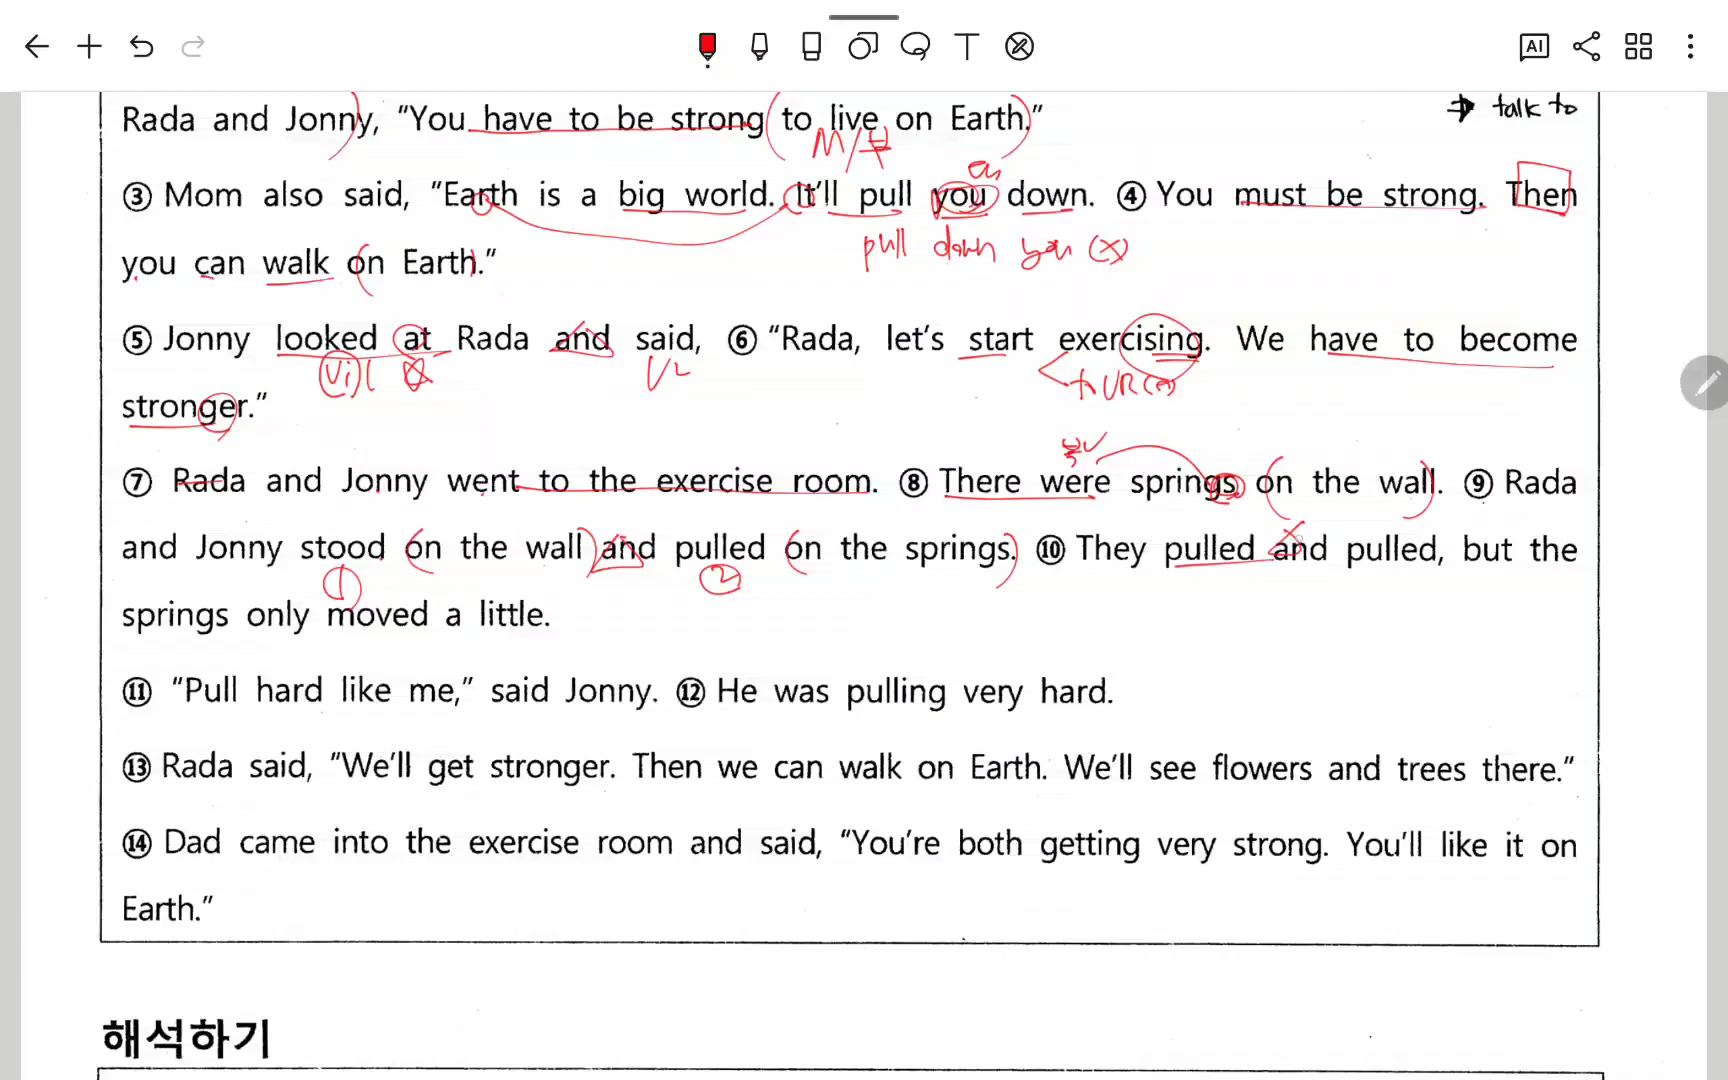 AI
Rada and Jonny, “You have to be strong to live on Earth.”
→ talk to
M/부
③ Mom also said, “Earth is a big world. It’ll pull you down. ④ You must be strong. Then
pull down you (x)
you can walk on Earth.”
⑤ Jonny looked at Rada and said, ⑥ “Rada, let’s start exercising. We have to become
Vi V2 to VR(o)
stronger.”
⑦ Rada and Jonny went to the exercise room. ⑧ There were springs on the wall. ⑨ Rada
and Jonny stood on the wall and pulled on the springs. ⑩ They pulled and pulled, but the
① ②
springs only moved a little.
⑪ “Pull hard like me,” said Jonny. ⑫ He was pulling very hard.
⑬ Rada said, “We’ll get stronger. Then we can walk on Earth. We’ll see flowers and trees there.”
⑭ Dad came into the exercise room and said, “You’re both getting very strong. You’ll like it on
Earth.”
해석하기